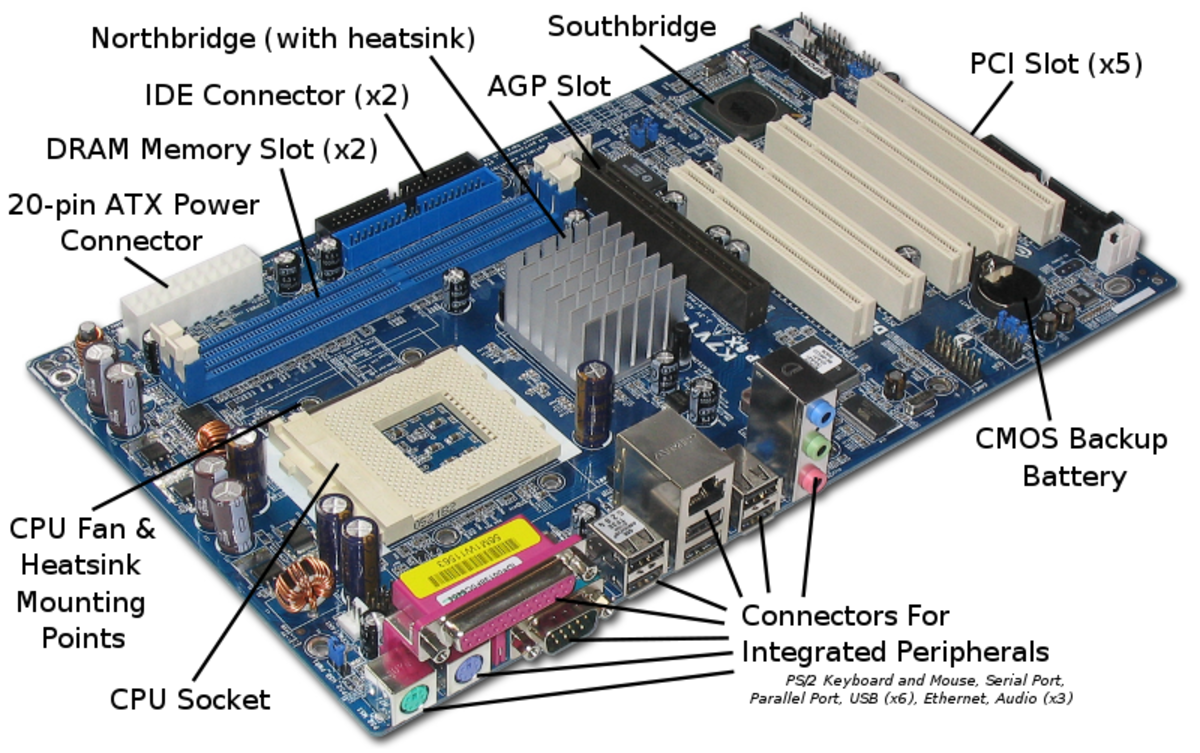 Northbridge (with heatsink)
Southbridge
PCI Slot (x5)
IDE Connector (x2)
AGP Slot
DRAM Memory Slot (x2)
20-pin ATX Power
Connector
CMOS Backup
Battery
CPU Fan &
Heatsink
Mounting
Points
CPU Socket
Connectors For
Integrated Peripherals
PS/2 Keyboard and Mouse, Serial Port,
Parallel Port, USB (x6), Ethernet, Audio (x3)